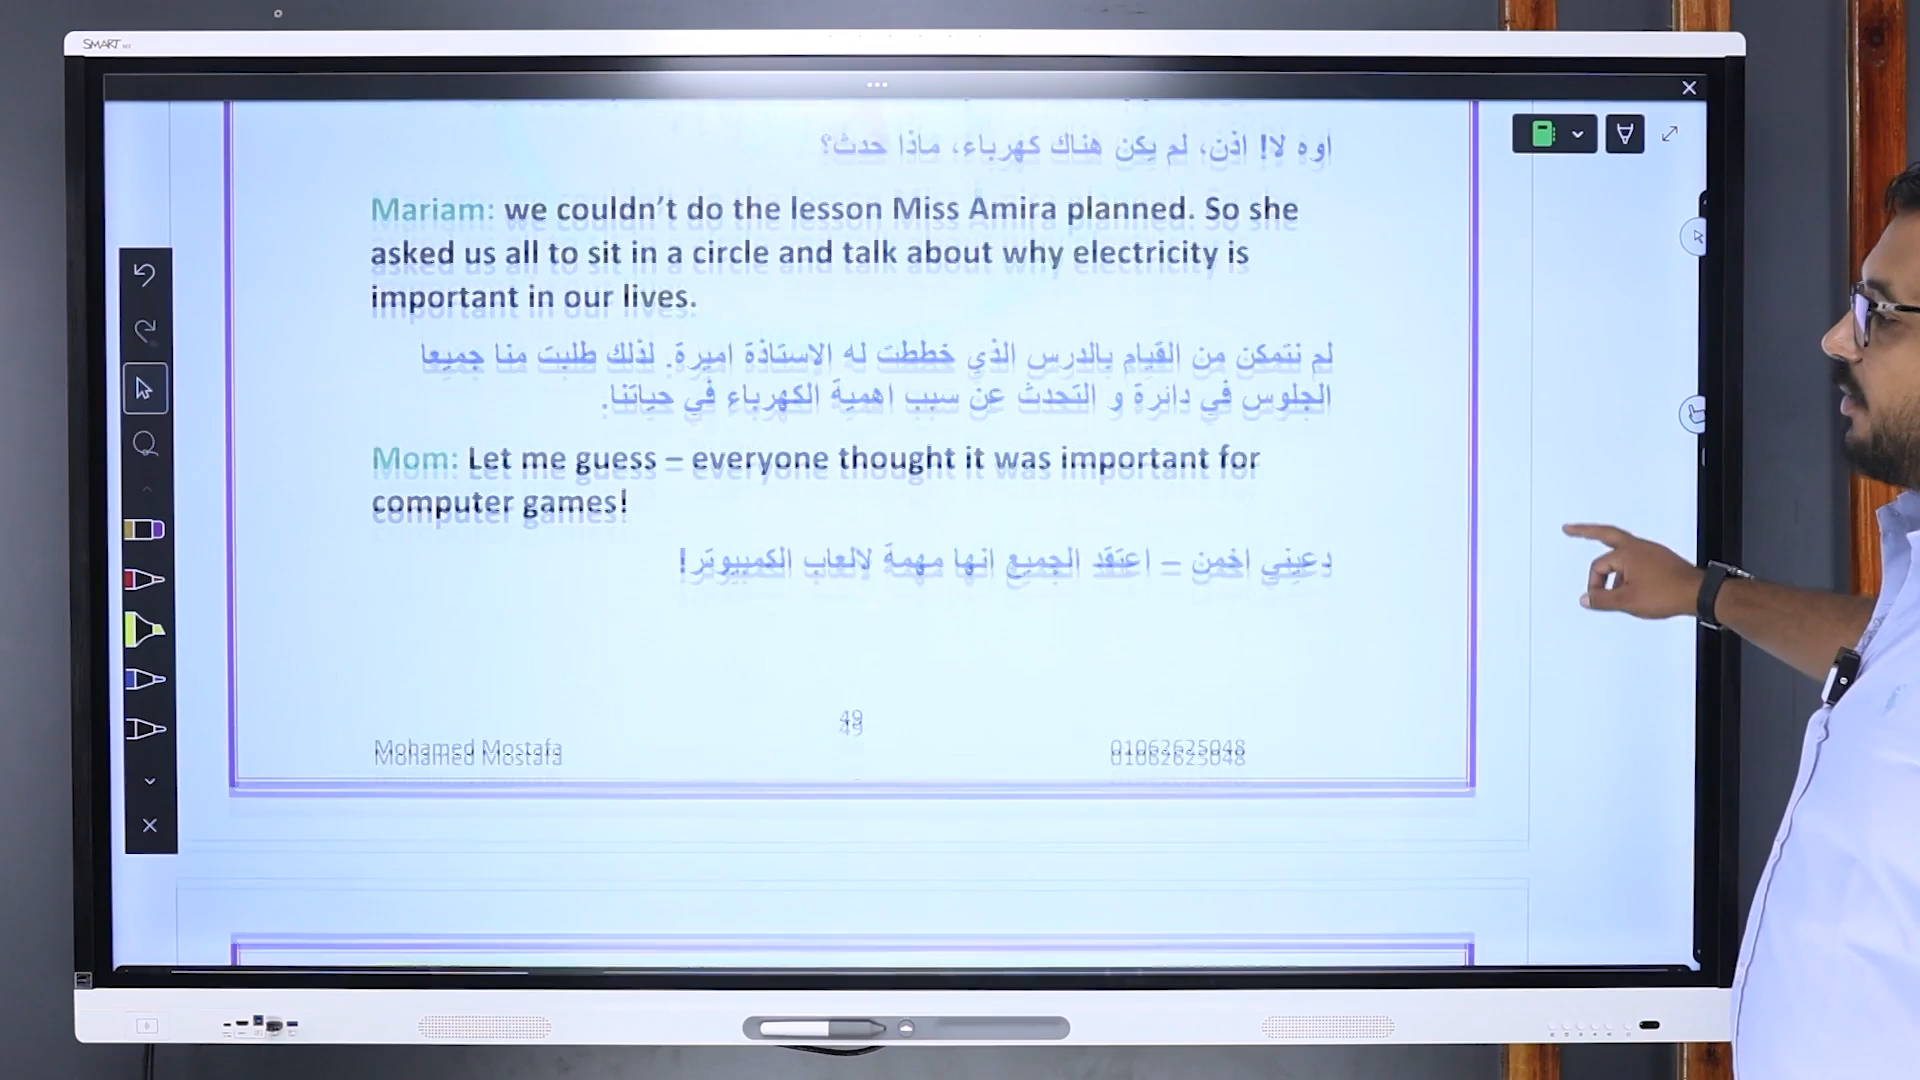 SMART
اوه لا! اذن، لم يكن هناك كهرباء، ماذا حدث؟
Mariam: we couldn't do the lesson Miss Amira planned. So she
asked us all to sit in a circle and talk about why electricity is
important in our lives.
لم نتمكن من القيام بالدرس الذي خططت له الاستاذة اميرة. لذلك طلبت منا جميعا
الجلوس في دائرة و التحدث عن سبب اهمية الكهرباء في حياتنا.
Mom: Let me guess – everyone thought it was important for
computer games!
دعيني اخمن – اعتقد الجميع انها مهمة لالعاب الكمبيوتر!
49
Mohamed Mostafa 01062625048